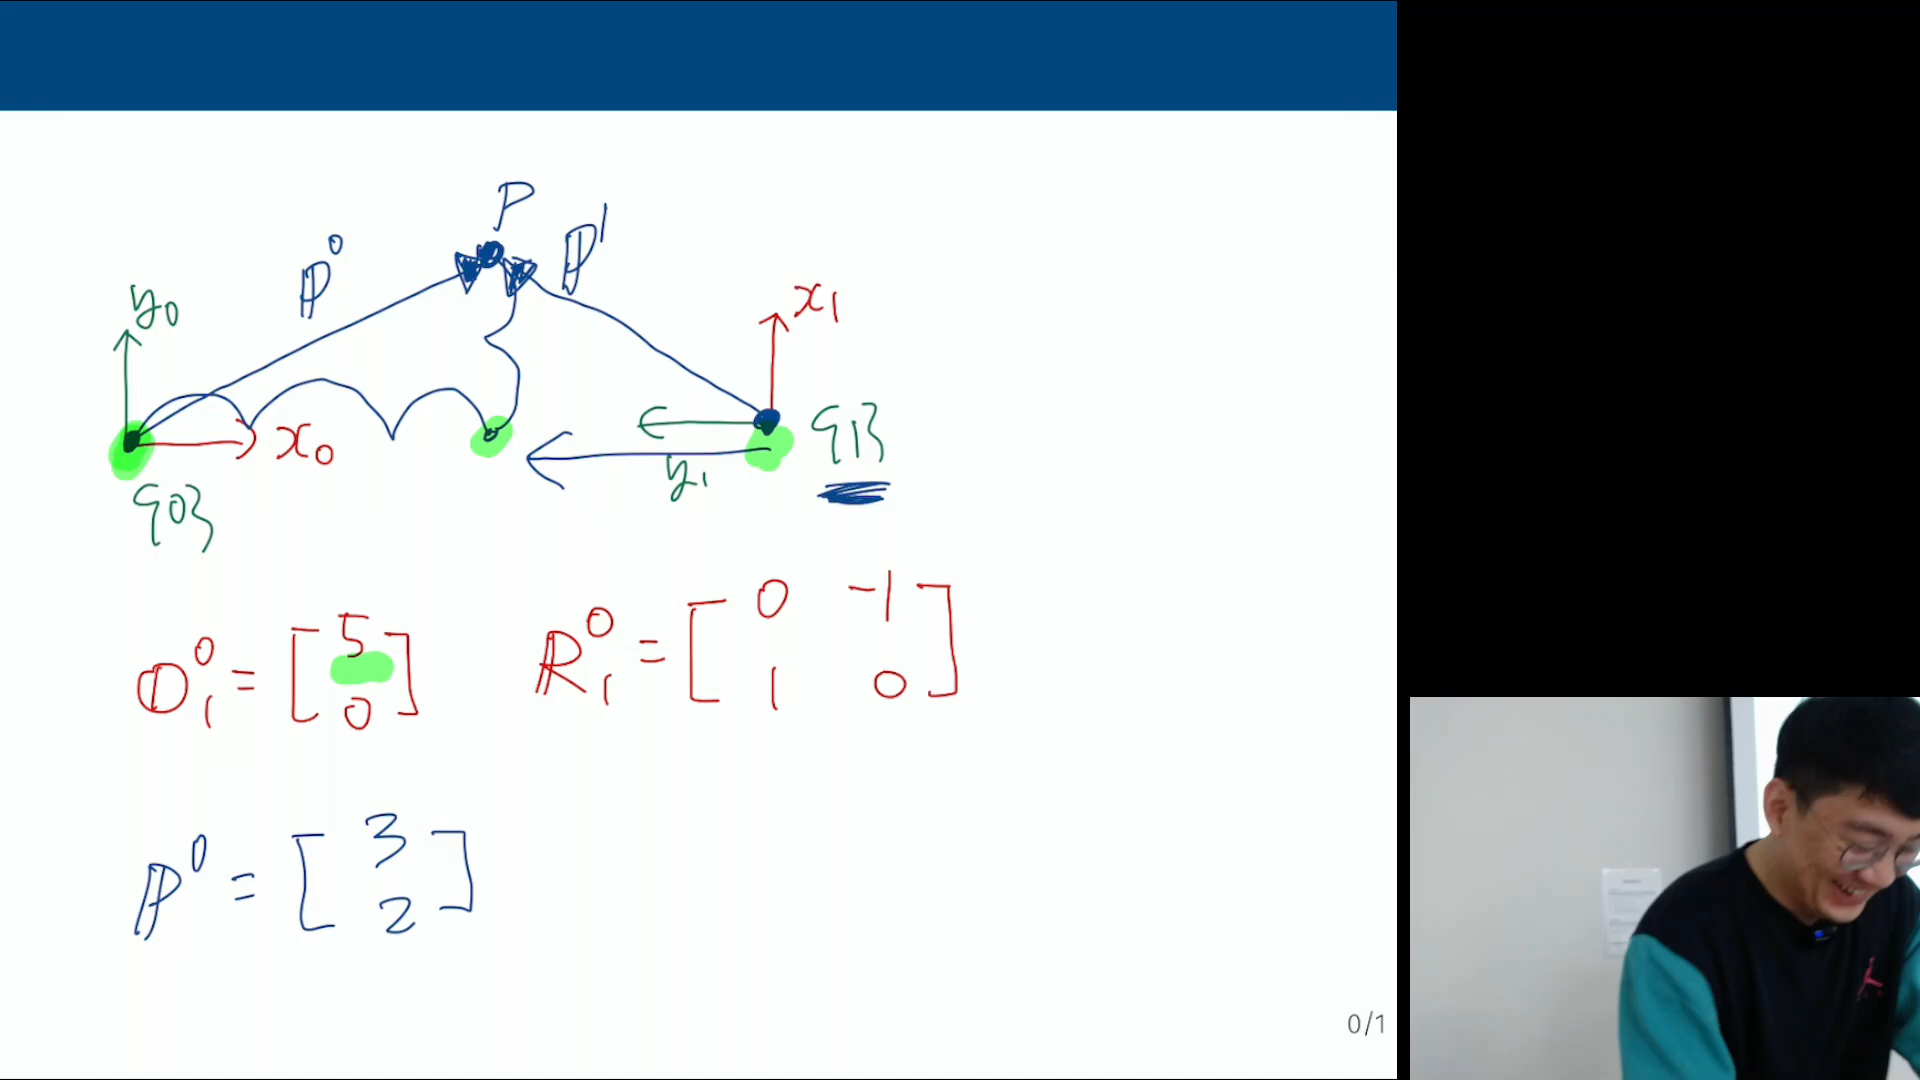 P
P⁰ P¹
y₀ x₁
x₀ y₁ {1}
{0}
O₁⁰ = [5 0] R₁⁰ = [0 -1
1 0]
P⁰ = [3
2]
0/1